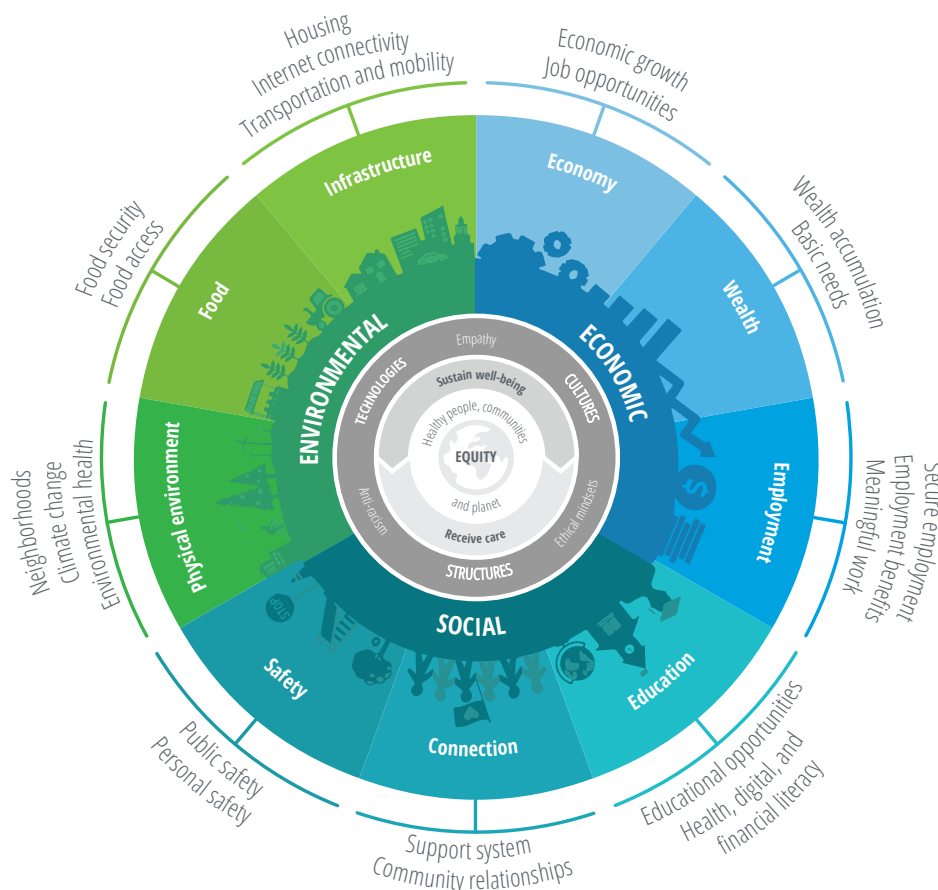 Housing
Internet connectivity
Transportation and mobility
Economic growth
Job opportunities
Infrastructure
Economy
Food security
Food access
Food
Wealth accumulation
Basic needs
Wealth
ENVIRONMENTAL
ECONOMIC
Empathy
TECHNOLOGIES
CULTURES
Sustain well-being
Healthy people, communities
EQUITY
and planet
Receive care
Anti-racism
Ethical mindsets
STRUCTURES
$
Neighborhoods
Climate change
Environmental health
Physical environment
Employment
Secure employment
Employment benefits
Meaningful work
SOCIAL
STOP
Safety
Connection
Education
Public safety
Personal safety
Support system
Community relationships
Educational opportunities
Health, digital, and
financial literacy